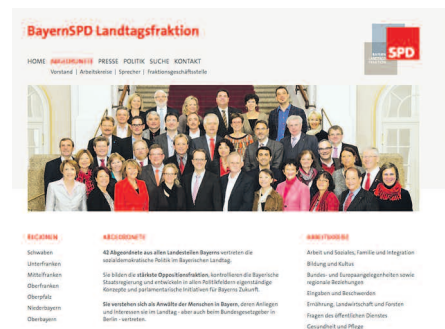 BayernSPD Landtagsfraktion
BAYERN
LANDTAGS
FRAKTION
SPD
HOME ABGEORDNETE PRESSE POLITIK SUCHE KONTAKT
Vorstand | Arbeitskreise | Sprecher | Fraktionsgeschäftsstelle
REGIONEN
Schwaben
Unterfranken
Mittelfranken
Oberfranken
Oberpfalz
Niederbayern
Oberbayern
ABGEORDNETE
42 Abgeordnete aus allen Landesteilen Bayerns vertreten die
sozialdemokratische Politik im Bayerischen Landtag.
Sie bilden die stärkste Oppositionsfraktion, kontrollieren die Bayerische
Staatsregierung und entwickeln in allen Politikfeldern eigenständige
Konzepte und parlamentarische Initiativen für Bayerns Zukunft.
Sie verstehen sich als Anwälte der Menschen in Bayern, deren Anliegen
und Interessen sie im Landtag - aber auch beim Bundesgesetzgeber in
Berlin - vertreten.
ARBEITSKREISE
Arbeit und Soziales, Familie und Integration
Bildung und Kultur
Bundes- und Europaangelegenheiten sowie
regionale Beziehungen
Eingaben und Beschwerden
Ernährung, Landwirtschaft und Forsten
Fragen des öffentlichen Dienstes
Gesundheit und Pflege